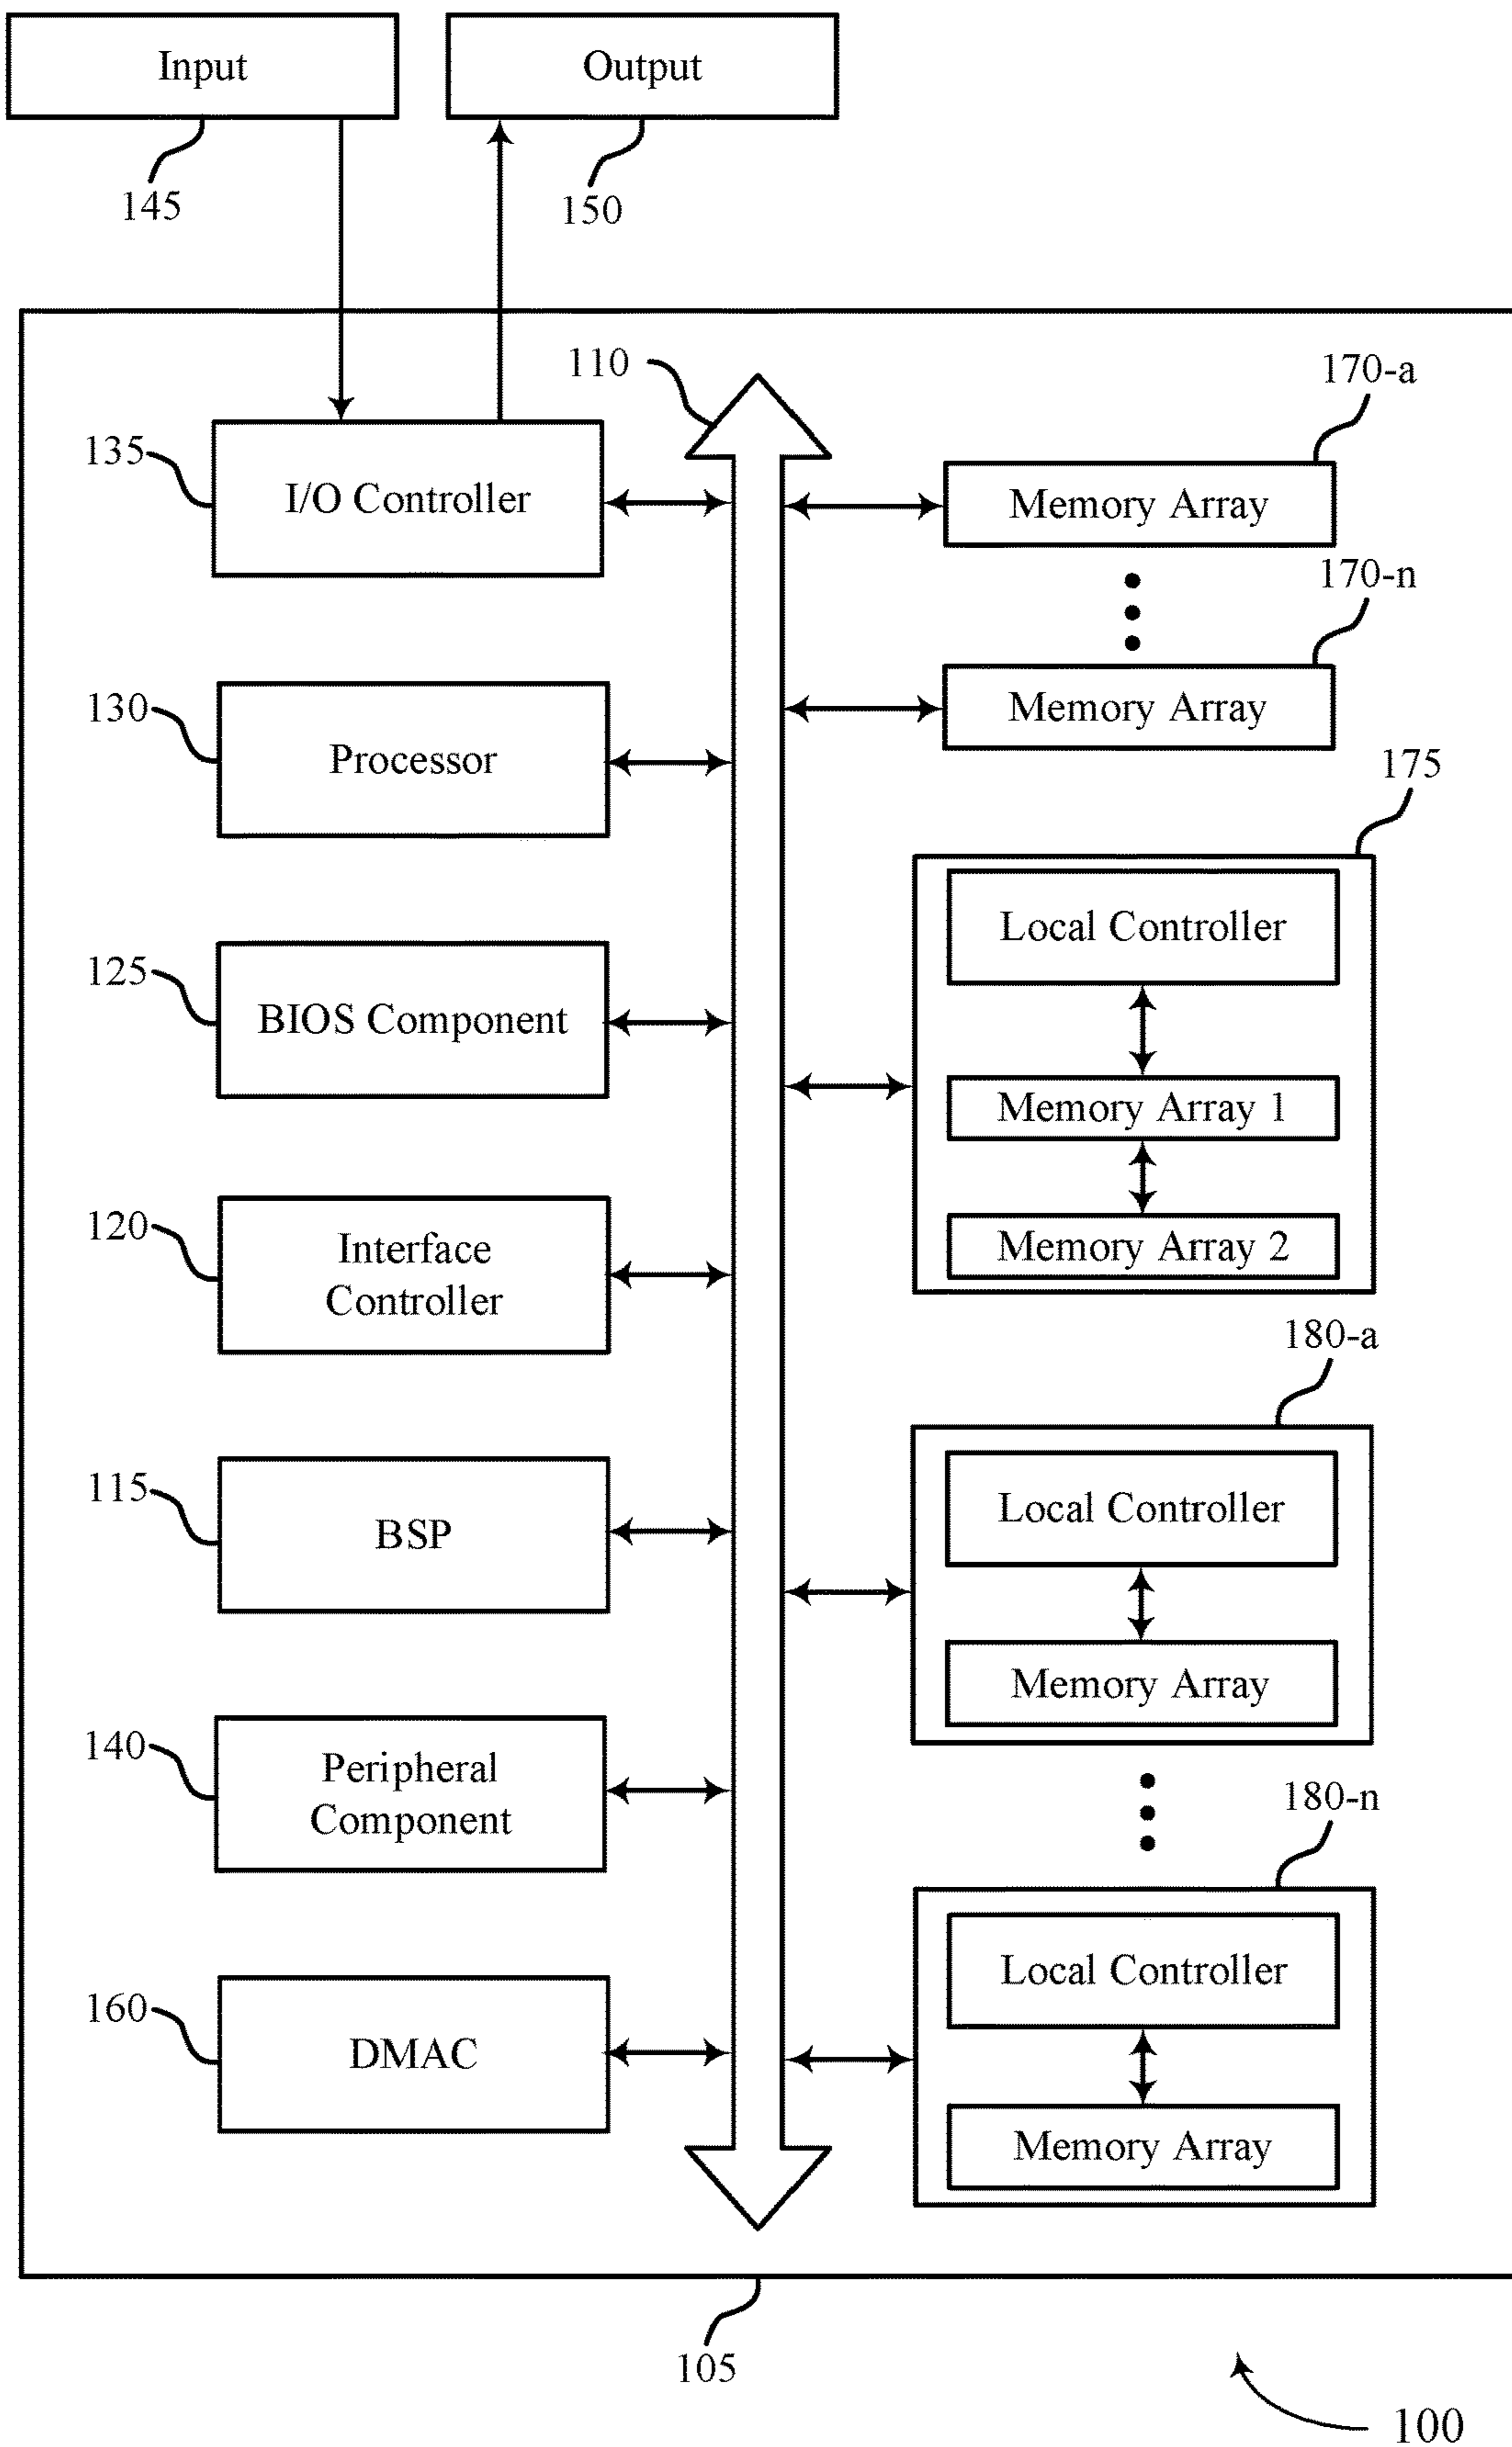 Input
Output
145
150
110
170-a
135
I/O Controller
Memory Array
170-n
130
Processor
Memory Array
175
125
BIOS Component
Local Controller
Memory Array 1
Memory Array 2
120
Interface
Controller
180-a
115
BSP
Local Controller
Memory Array
140
Peripheral
Component
180-n
160
DMAC
Local Controller
Memory Array
105
100